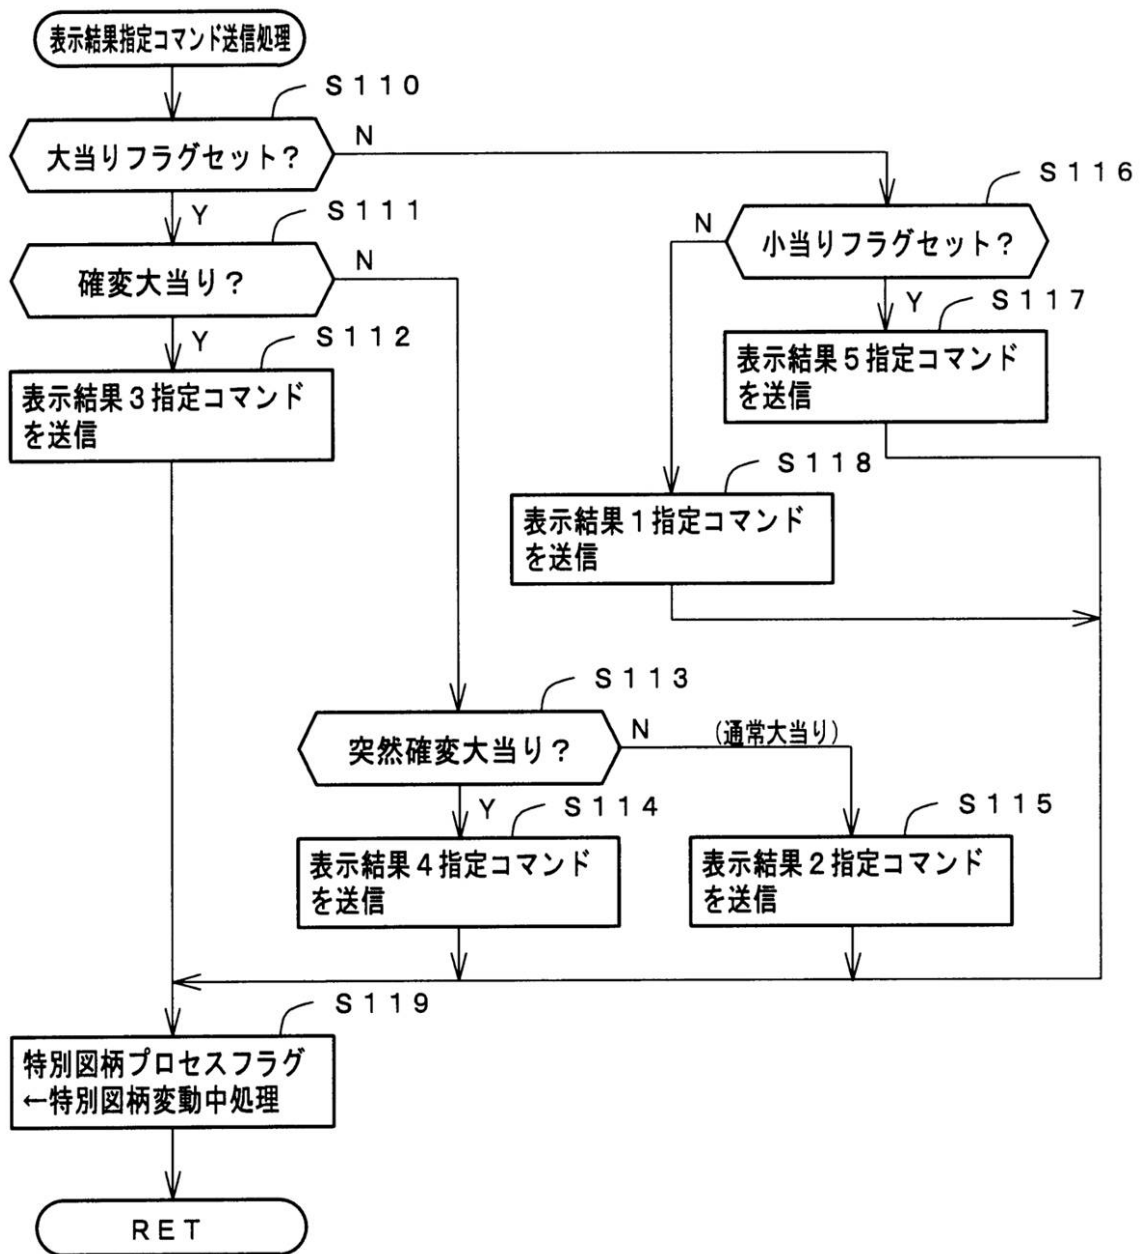 表示結果指定コマンド送信処理
S110
大当りフラグセット？
N
Y
S111
確変大当り？
N
Y
S112
表示結果３指定コマンド
を送信
S116
小当りフラグセット？
N
Y
S117
表示結果５指定コマンド
を送信
S118
表示結果１指定コマンド
を送信
S113
突然確変大当り？
N
(通常大当り)
Y
S114
表示結果４指定コマンド
を送信
S115
表示結果２指定コマンド
を送信
S119
特別図柄プロセスフラグ
←特別図柄変動中処理
RET